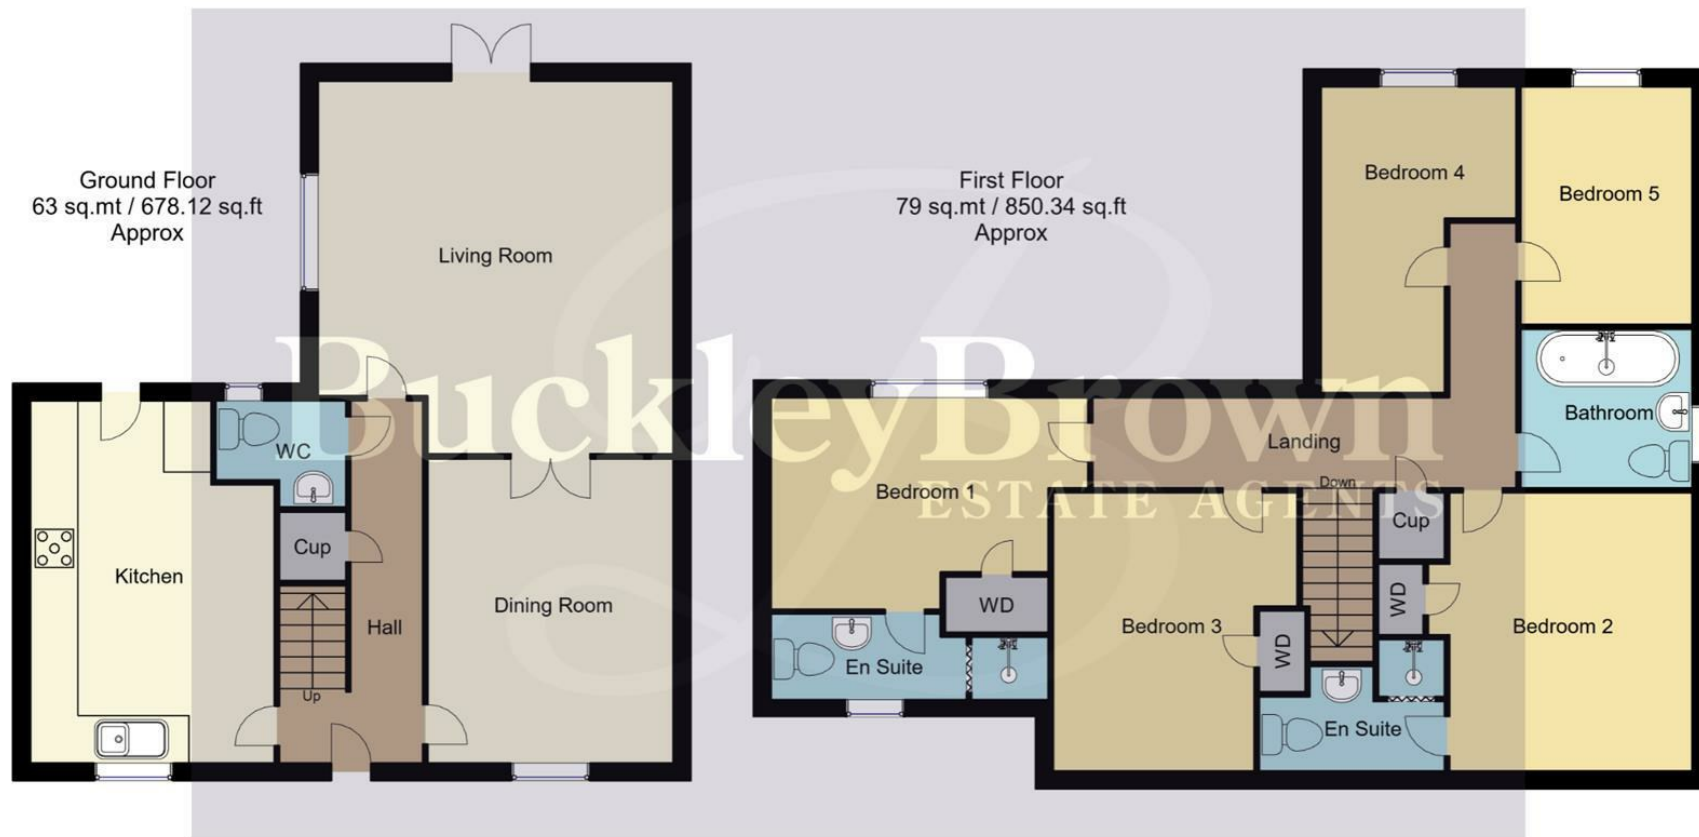 Ground Floor
63 sq.mt / 678.12 sq.ft
Approx
Living Room
WC
Cup
Kitchen
Hall
Dining Room
Up
First Floor
79 sq.mt / 850.34 sq.ft
Approx
Bedroom 4
Bedroom 5
Bathroom
Landing
Down
Bedroom 1
Cup
WD
WD
Bedroom 3
WD
Bedroom 2
En Suite
En Suite
BuckleyBrown
ESTATE AGENTS